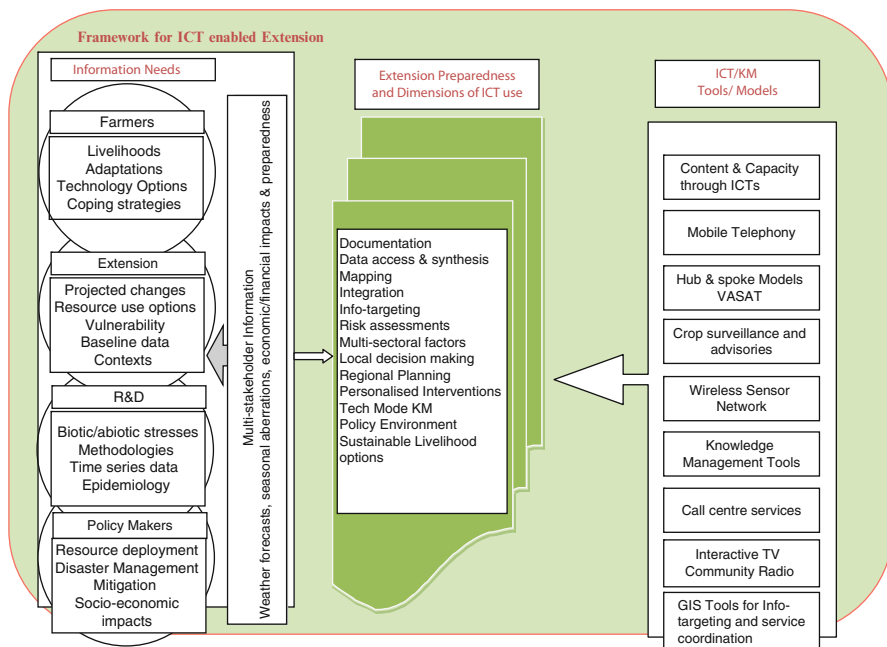 Framework for ICT enabled Extension
Information Needs
Farmers
Livelihoods
Adaptations
Technology Options
Coping strategies
Extension
Projected changes
Resource use options
Vulnerability
Baseline data
Contexts
R&D
Biotic/abiotic stresses
Methodologies
Time series data
Epidemiology
Policy Makers
Resource deployment
Disaster Management
Mitigation
Socio-economic
impacts
Multi-stakeholder Information
Weather forecasts, seasonal aberrations, economic/financial impacts & preparedness
Extension Preparedness
and Dimensions of ICT use
Documentation
Data access & synthesis
Mapping
Integration
Info-targeting
Risk assessments
Multi-sectoral factors
Local decision making
Regional Planning
Personalised Interventions
Tech Mode KM
Policy Environment
Sustainable Livelihood
options
ICT/KM
Tools/ Models
Content & Capacity
through ICTs
Mobile Telephony
Hub & spoke Models
VASAT
Crop surveillance and
advisories
Wireless Sensor
Network
Knowledge
Management Tools
Call centre services
Interactive TV
Community Radio
GIS Tools for Info-
targeting and service
coordination